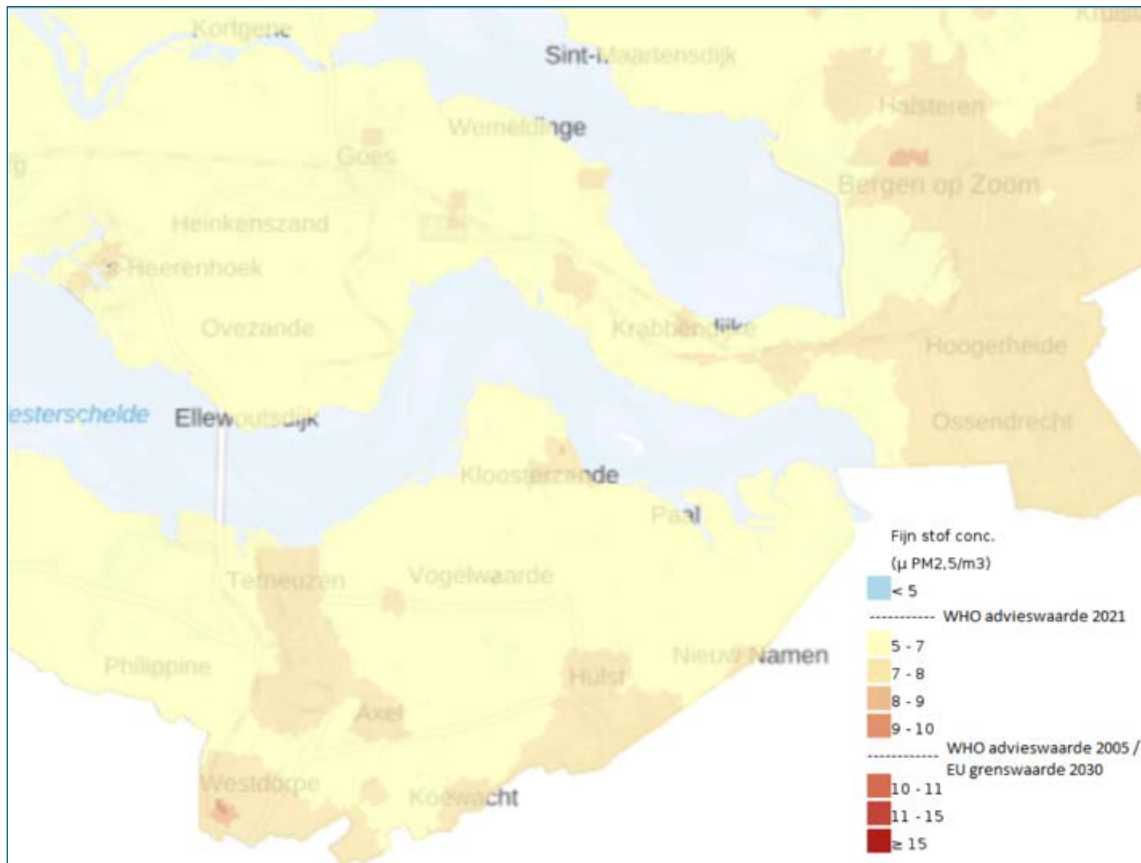 Kortgene
Sint-Maartensdijk
Kruis
Halsteren
Wemeldinge
Goes
Bergen op Zoom
Heinkenszand
's-Heerenhoek
Ovezande
Krabbendijke
Hoogerheide
esterschelde
Ellewoutsdijk
Ossendrecht
Kloosterzande
Paal
Terneuzen
Vogelwaarde
Philippine
Nieuw Namen
Hulst
Axel
Westdorpe
Koewacht
Fijn stof conc.
(µ PM2,5/m3)
< 5
----------- WHO advieswaarde 2021
5 - 7
7 - 8
8 - 9
9 - 10
----------- WHO advieswaarde 2005 /
EU grenswaarde 2030
10 - 11
11 - 15
≥ 15